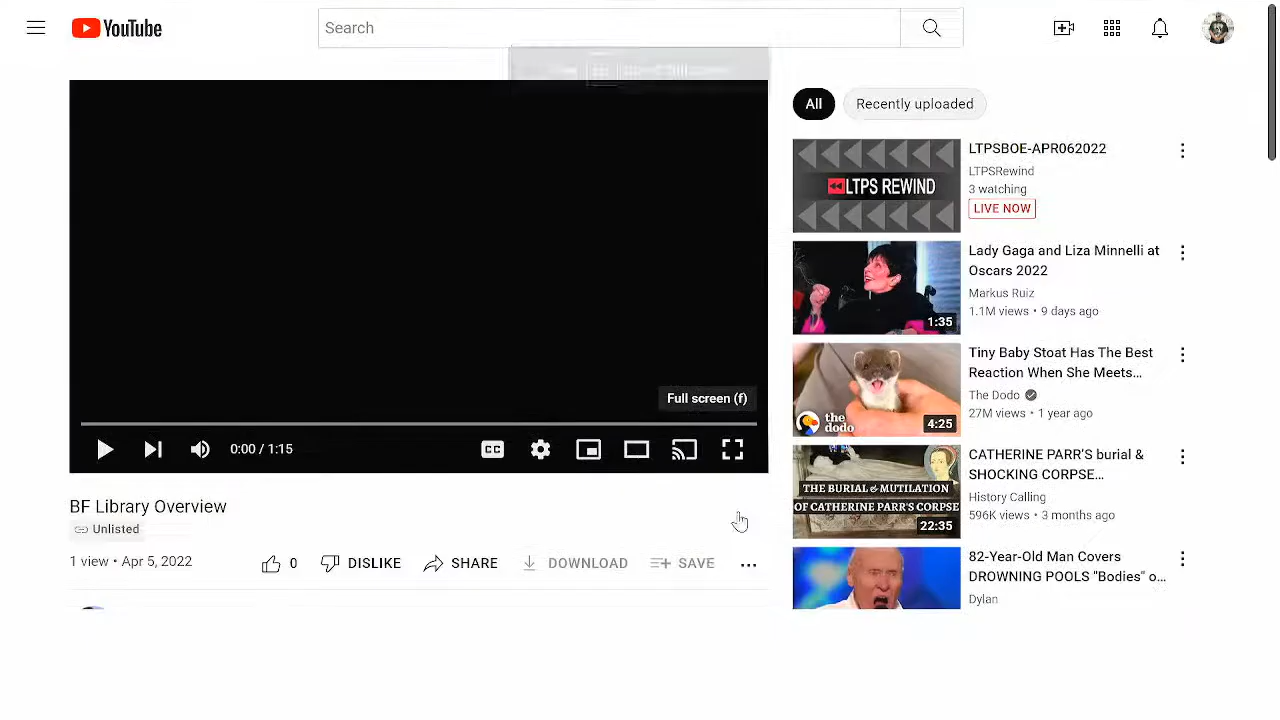 YouTube
Search
All
Recently uploaded
LTPS REWIND
LTPSBOE-APR062022
LTPSRewind
3 watching
LIVE NOW
1:35
Lady Gaga and Liza Minnelli at
Oscars 2022
Markus Ruiz
1.1M views • 9 days ago
the
dodo
4:25
Tiny Baby Stoat Has The Best
Reaction When She Meets...
The Dodo
27M views • 1 year ago
THE BURIAL & MUTILATION
OF CATHERINE PARR'S CORPSE
22:35
CATHERINE PARR'S burial &
SHOCKING CORPSE...
History Calling
596K views • 3 months ago
82-Year-Old Man Covers
DROWNING POOLS "Bodies" o...
Dylan
Full screen (f)
0:00 / 1:15
CC
BF Library Overview
Unlisted
1 view • Apr 5, 2022
0
DISLIKE
SHARE
DOWNLOAD
SAVE